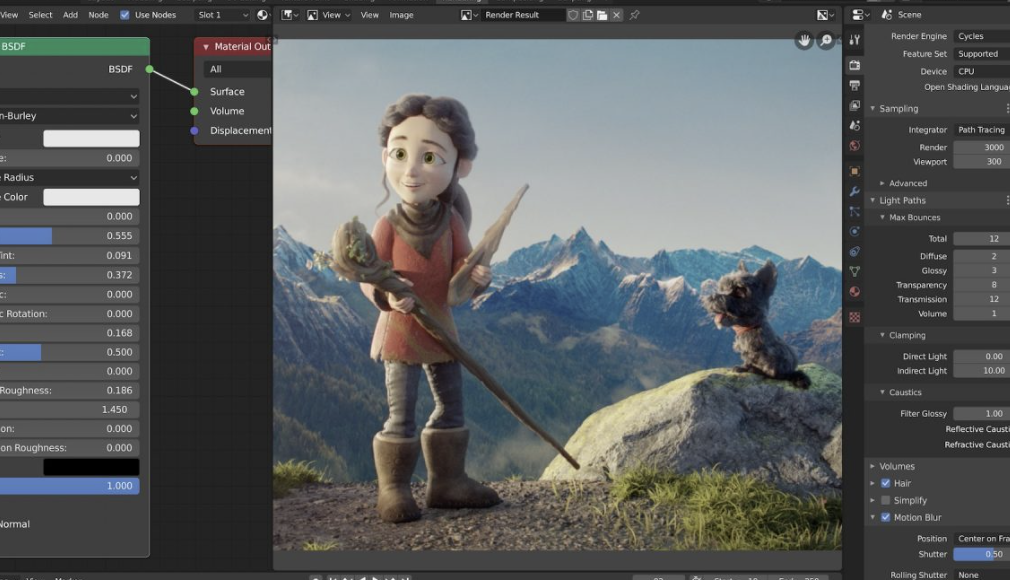 View Select Add Node Use Nodes Slot 1
View View Image Render Result
Scene
BSDF
BSDF
n-Burley
0.000
Radius
Color
0.000
0.555
0.091
0.372
0.000
Rotation: 0.000
0.168
0.500
0.000
Roughness: 0.186
1.450
0.000
on Roughness: 0.000
1.000
Normal
Material Out
All
Surface
Volume
Displacement
Render Engine Cycles
Feature Set Supported
Device CPU
Open Shading Langua
Sampling
Integrator Path Tracing
Render 3000
Viewport 300
Advanced
Light Paths
Max Bounces
Total 12
Diffuse 2
Glossy 3
Transparency 8
Transmission 12
Volume 1
Clamping
Direct Light 0.00
Indirect Light 10.00
Caustics
Filter Glossy 1.00
Reflective Causti
Refractive Causti
Volumes
Hair
Simplify
Motion Blur
Position Center on Fra
Shutter 0.50
Rolling Shutter None